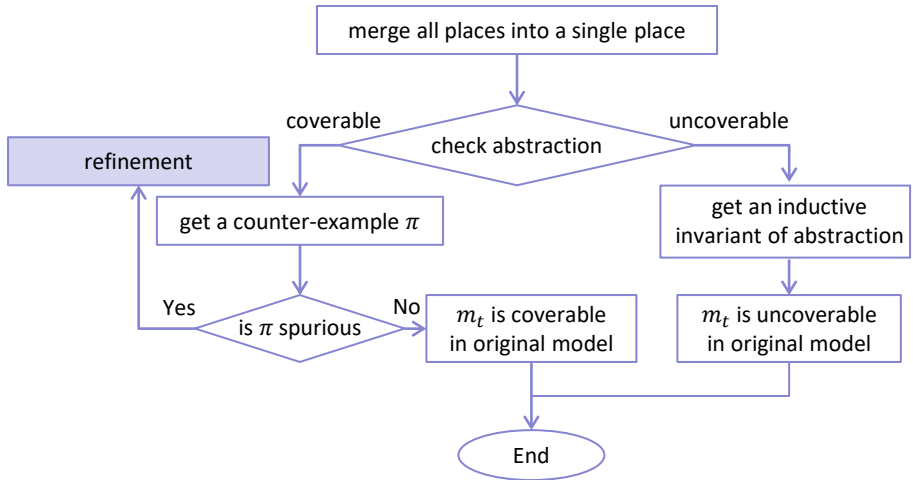 merge all places into a single place
coverable
uncoverable
check abstraction
refinement
get a counter-example π
get an inductive
invariant of abstraction
Yes
No
is π spurious
m_t is coverable
in original model
m_t is uncoverable
in original model
End